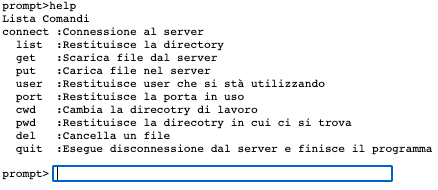 prompt>help
Lista Comandi
connect :Connessione al server
list :Restituisce la directory
get :Scarica file dal server
put :Carica file nel server
user :Restituisce user che si stà utilizzando
port :Restituisce la porta in uso
cwd :Cambia la direcotry di lavoro
pwd :Restituisce la direcotry in cui ci si trova
del :Cancella un file
quit :Esegue disconnessione dal server e finisce il programma
prompt>